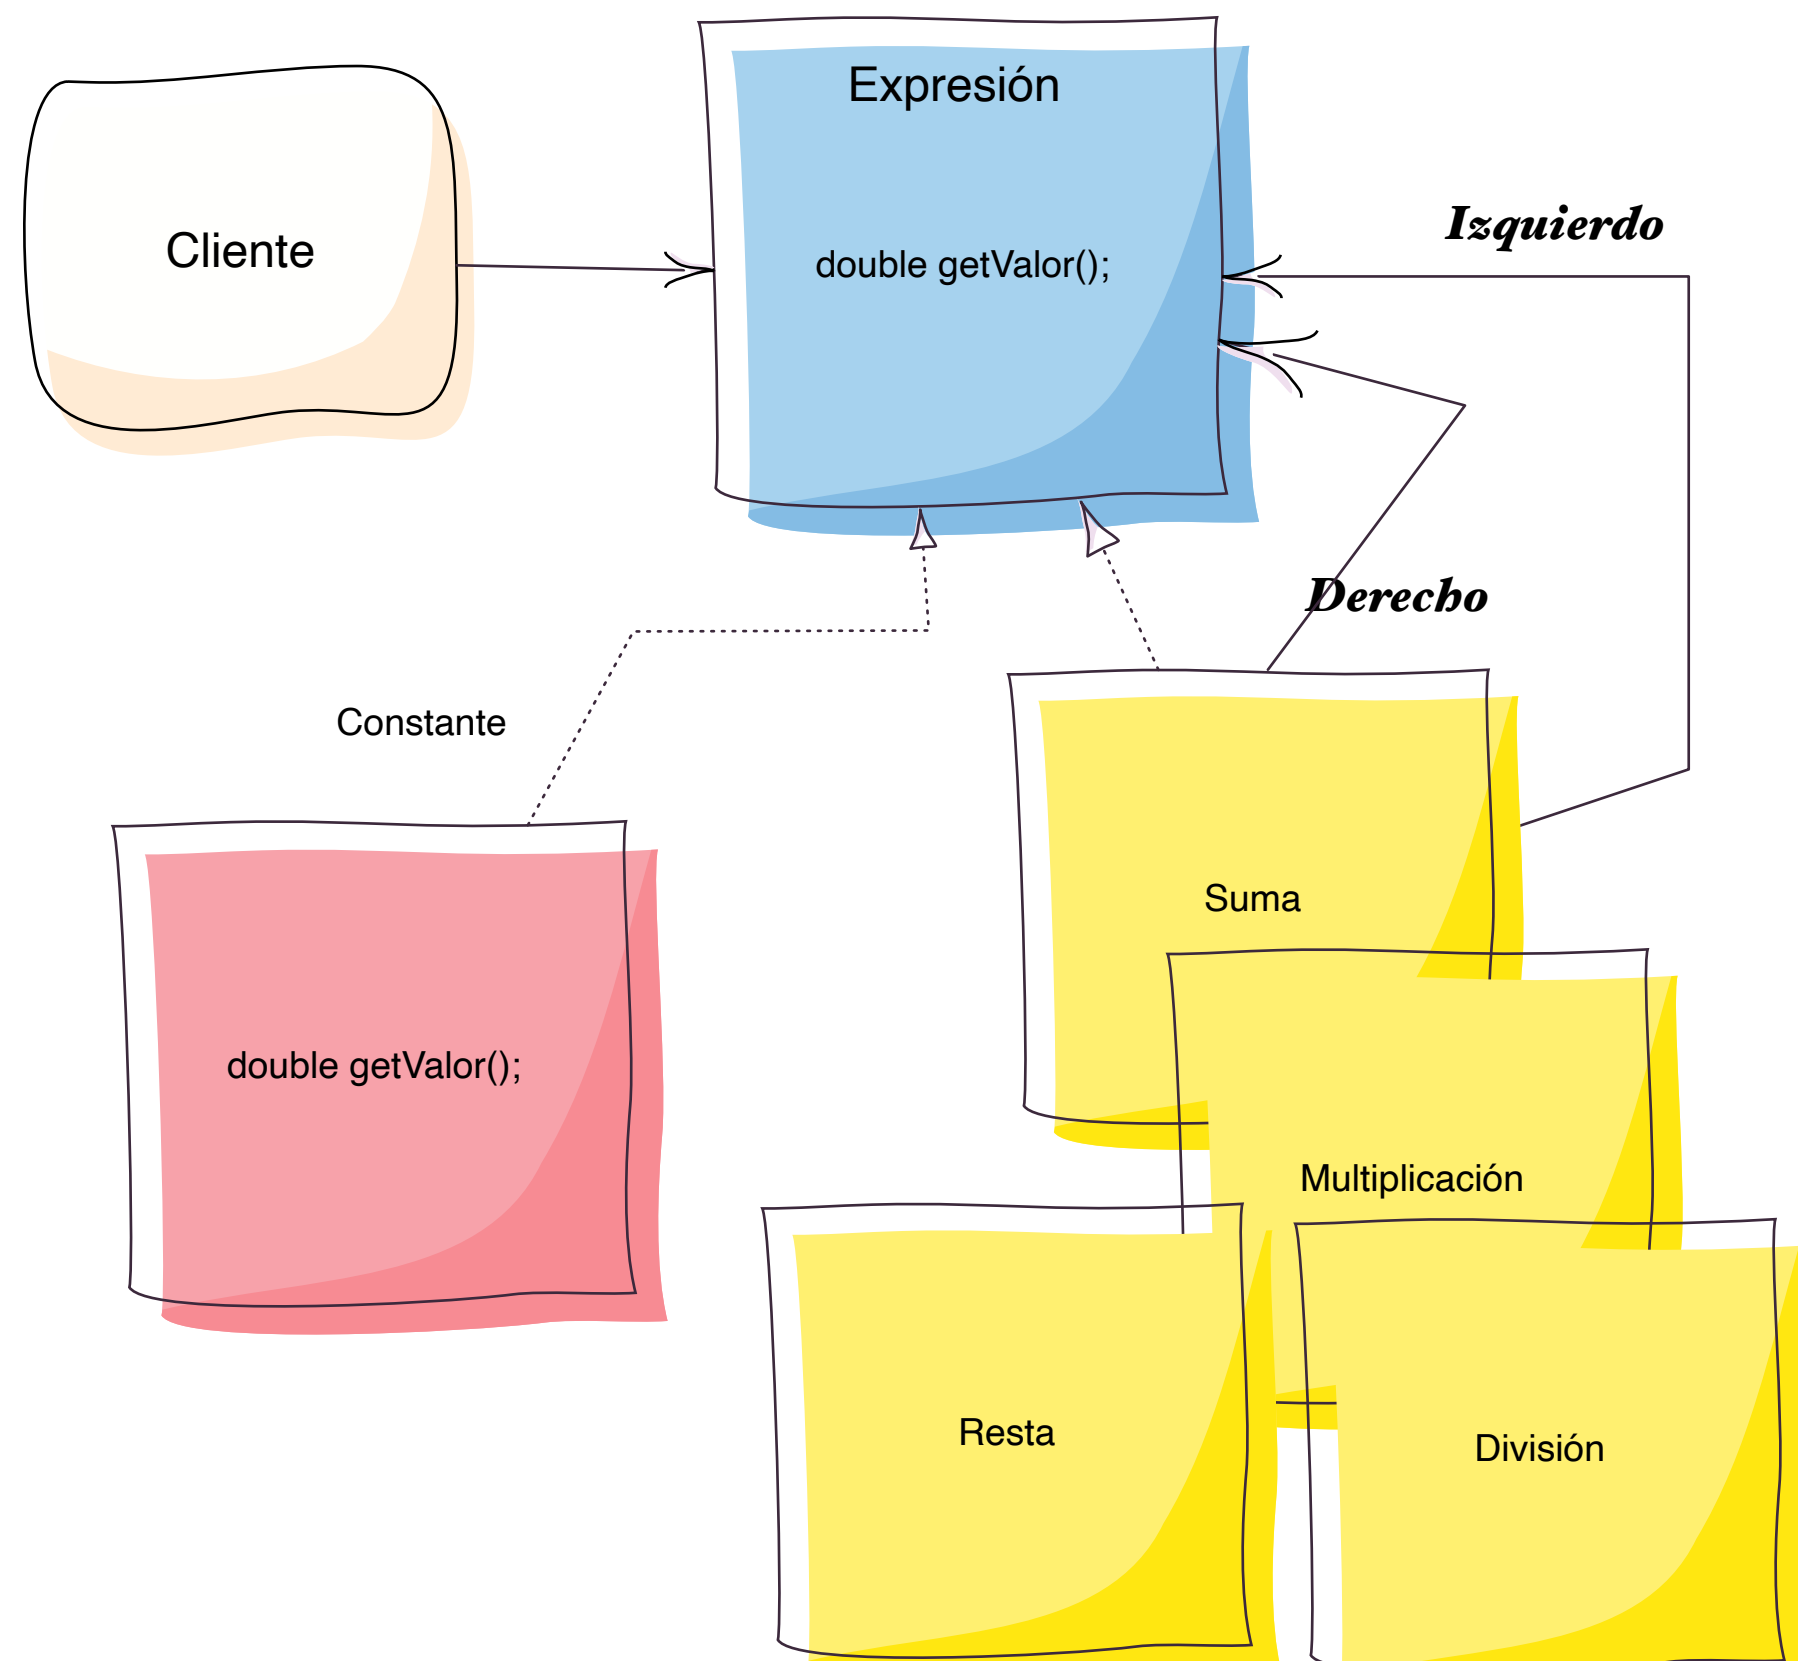 Expresión
Cliente
double getValor();
Izquierdo
Derecho
Constante
double getValor();
Suma
Multiplicación
Resta
División